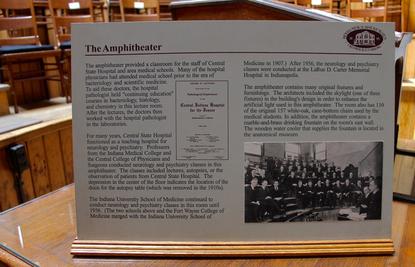 The Amphitheater
The amphitheater provided a classroom for the staff of Central
State Hospital and area medical schools. Many of the hospital
physicians had attended medical school prior to the era of
bacteriology and scientific medicine.
To aid these doctors, the hospital
pathologist held "continuing education"
courses in bacteriology, histology,
and chemistry in this lecture room.
After the lectures, the doctors then
worked with the hospital pathologist
in the laboratories.
For many years, Central State Hospital
functioned as a teaching hospital for
neurology and psychiatry. Professors
from the Indiana Medical College
and the Central College of Physicians and
Surgeons conducted neurology and psychiatry classes in this
amphitheater. The classes included lectures, autopsies, or the
observation of patients from Central State Hospital. The
depression in the center of the floor indicates the location of the
drain for the autopsy table (which was removed in the 1910s).
The Indiana University School of Medicine continued to
conduct neurology and psychiatry classes in this room until
1956. (The two schools above and the Fort Wayne College of
Medicine merged with the Indiana University School of
Medicine in 1907.) After 1956, the neurology and psychiatry
classes were conducted at the LaRue D. Carter Memorial
Hospital in Indianapolis.
The amphitheater contains many original features and
furnishings. The architects included the skylight (one of three
fixtures) in the building's design in order to enhance the
artificial light used in this amphitheater. The room also has 110
of the original 157 white-oak, cane-bottom chairs used by the
medical students. In addition, the amphitheater contains a
marble-and-brass drinking fountain on the room's east wall.
The wooden water cooler that supplies the fountain is located in
the anatomical museum
Central Indiana Hospital
for the Insane